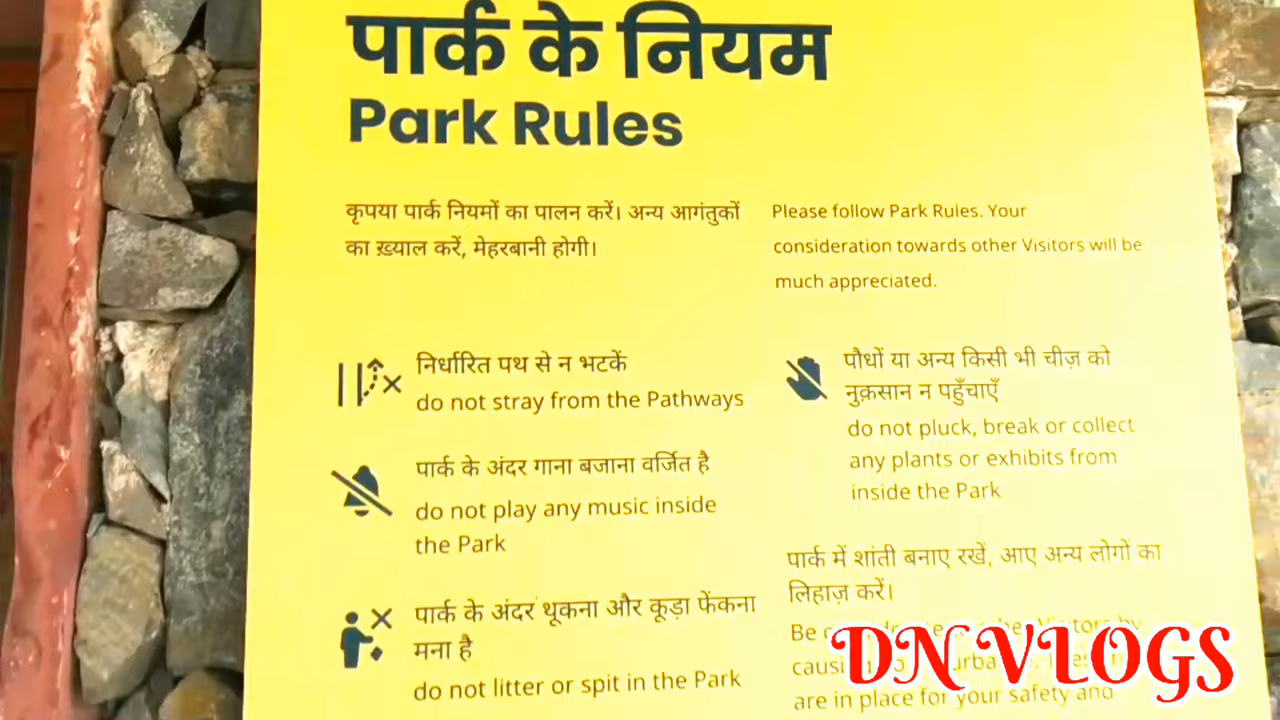 पार्क के नियम
Park Rules
कृपया पार्क नियमों का पालन करें। अन्य आगंतुकों
का ख़्याल करें, मेहरबानी होगी।
Please follow Park Rules. Your
consideration towards other Visitors will be
much appreciated.
निर्धारित पथ से न भटकें
do not stray from the Pathways
पार्क के अंदर गाना बजाना वर्जित है
do not play any music inside
the Park
पार्क के अंदर थूकना और कूड़ा फेंकना
मना है
do not litter or spit in the Park
पौधों या अन्य किसी भी चीज़ को
नुक़सान न पहुँचाएँ
do not pluck, break or collect
any plants or exhibits from
inside the Park
पार्क में शांती बनाए रखें, आए अन्य लोगों का
लिहाज़ करें।
Be Visitors by
are in place for your safety and
DN VLOGS